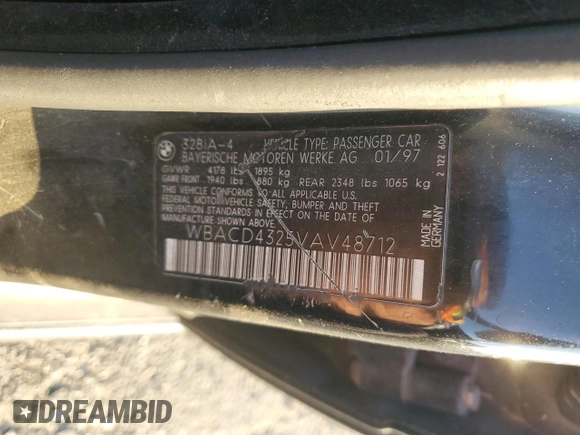 328IA-4 VEHICLE TYPE: PASSENGER CAR
BAYERISCHE MOTOREN WERKE AG 01/97
GVWR 4178 lbs 1895 kg
GAWR FRONT 1940 lbs 880 kg REAR 2348 lbs 1065 kg
THIS VEHICLE CONFORMS TO ALL APPLICABLE
FEDERAL MOTOR VEHICLE SAFETY, BUMPER, AND
THEFT PREVENTION STANDARDS IN EFFECT ON THE DATE
OF MANUFACTURE SHOWN ABOVE.
WBACD4325VAV48712
MADE IN GERMANY
2 122 606
DREAMBID